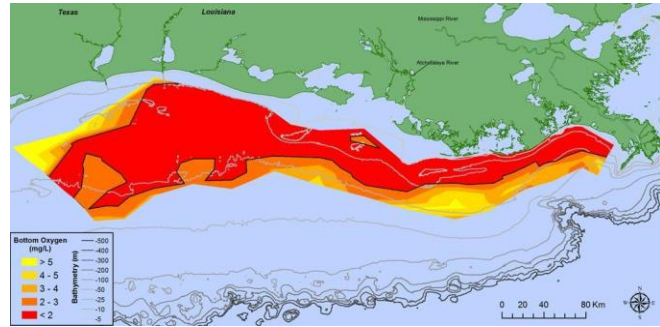 Texas
Louisiana
Mississippi River
Atchafalaya River
Bottom Oxygen
(mg/L)
> 5
4 - 5
3 - 4
2 - 3
< 2
Bathymetry (m)
-500
-400
-300
-200
-100
-50
-10
-5
0 20 40 80 Km